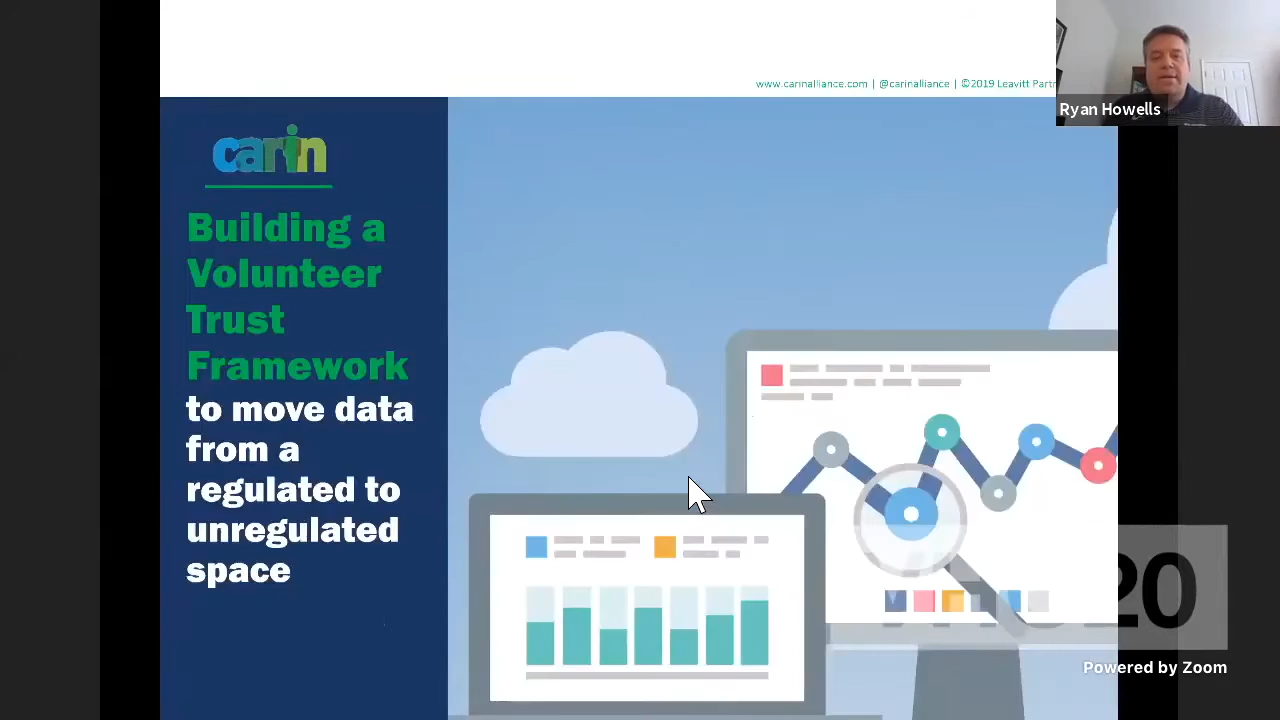 www.carinalliance.com | @carinalliance | ©2019 Leavitt
Ryan Howells
carin
Building a
Volunteer
Trust
Framework
to move data
from a
regulated to
unregulated
space
20
Powered by Zoom